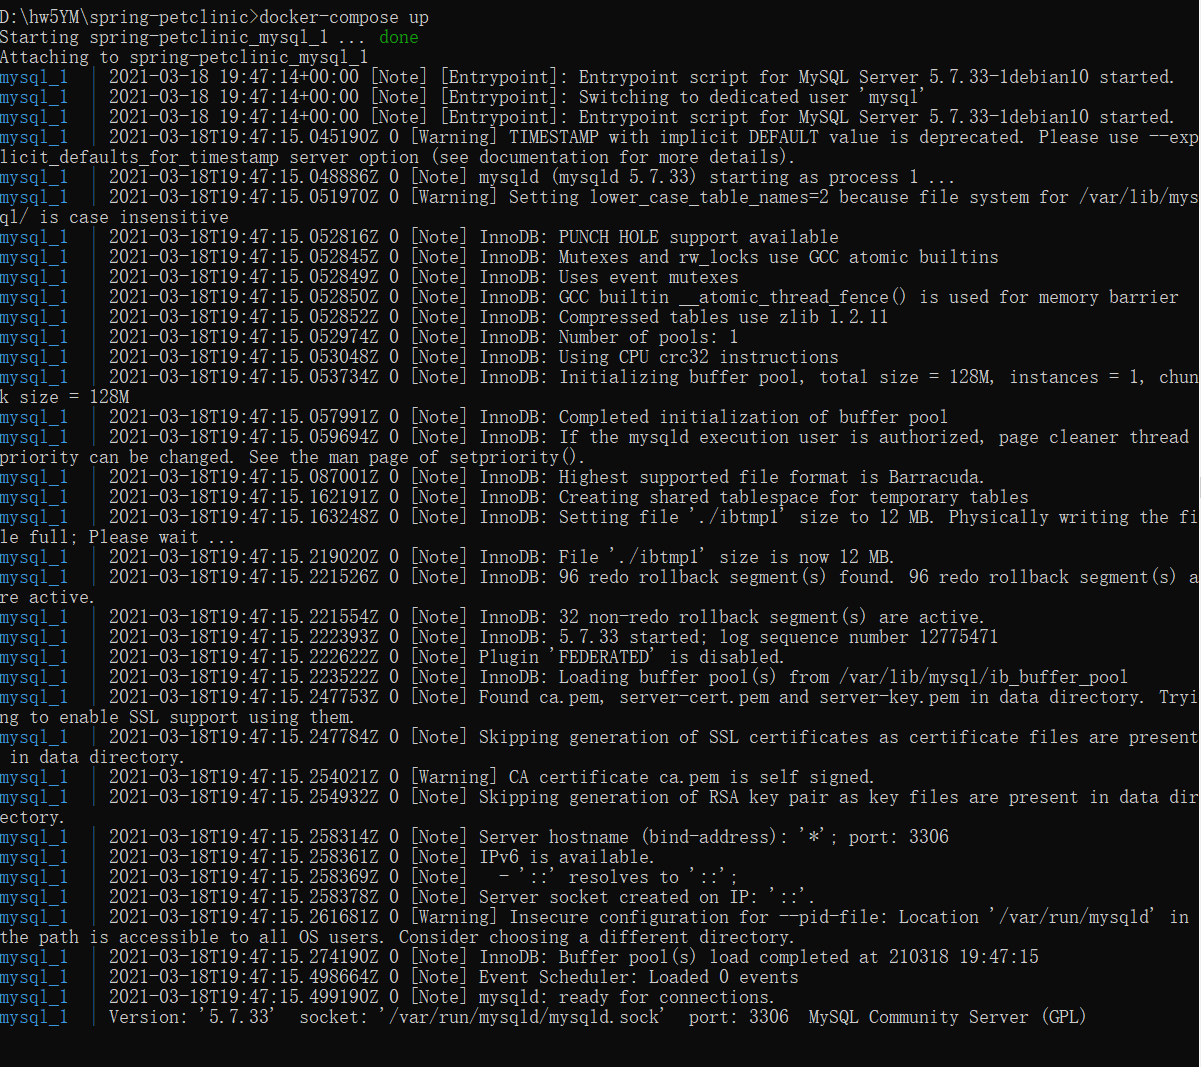 D:\hw5YM\spring-petclinic>docker-compose up
Starting spring-petclinic_mysql_1 ... done
Attaching to spring-petclinic_mysql_1
mysql_1  | 2021-03-18 19:47:14+00:00 [Note] [Entrypoint]: Entrypoint script for MySQL Server 5.7.33-1debian10 started.
mysql_1  | 2021-03-18 19:47:14+00:00 [Note] [Entrypoint]: Switching to dedicated user 'mysql'
mysql_1  | 2021-03-18 19:47:14+00:00 [Note] [Entrypoint]: Entrypoint script for MySQL Server 5.7.33-1debian10 started.
mysql_1  | 2021-03-18T19:47:15.045190Z 0 [Warning] TIMESTAMP with implicit DEFAULT value is deprecated. Please use --exp
licit_defaults_for_timestamp server option (see documentation for more details).
mysql_1  | 2021-03-18T19:47:15.048886Z 0 [Note] mysqld (mysqld 5.7.33) starting as process 1 ...
mysql_1  | 2021-03-18T19:47:15.051970Z 0 [Warning] Setting lower_case_table_names=2 because file system for /var/lib/mys
ql/ is case insensitive
mysql_1  | 2021-03-18T19:47:15.052816Z 0 [Note] InnoDB: PUNCH HOLE support available
mysql_1  | 2021-03-18T19:47:15.052845Z 0 [Note] InnoDB: Mutexes and rw_locks use GCC atomic builtins
mysql_1  | 2021-03-18T19:47:15.052849Z 0 [Note] InnoDB: Uses event mutexes
mysql_1  | 2021-03-18T19:47:15.052850Z 0 [Note] InnoDB: GCC builtin __atomic_thread_fence() is used for memory barrier
mysql_1  | 2021-03-18T19:47:15.052852Z 0 [Note] InnoDB: Compressed tables use zlib 1.2.11
mysql_1  | 2021-03-18T19:47:15.052974Z 0 [Note] InnoDB: Number of pools: 1
mysql_1  | 2021-03-18T19:47:15.053048Z 0 [Note] InnoDB: Using CPU crc32 instructions
mysql_1  | 2021-03-18T19:47:15.053734Z 0 [Note] InnoDB: Initializing buffer pool, total size = 128M, instances = 1, chun
k size = 128M
mysql_1  | 2021-03-18T19:47:15.057991Z 0 [Note] InnoDB: Completed initialization of buffer pool
mysql_1  | 2021-03-18T19:47:15.059694Z 0 [Note] InnoDB: If the mysqld execution user is authorized, page cleaner thread
priority can be changed. See the man page of setpriority().
mysql_1  | 2021-03-18T19:47:15.087001Z 0 [Note] InnoDB: Highest supported file format is Barracuda.
mysql_1  | 2021-03-18T19:47:15.162191Z 0 [Note] InnoDB: Creating shared tablespace for temporary tables
mysql_1  | 2021-03-18T19:47:15.163248Z 0 [Note] InnoDB: Setting file './ibtmp1' size to 12 MB. Physically writing the fi
le full; Please wait ...
mysql_1  | 2021-03-18T19:47:15.219020Z 0 [Note] InnoDB: File './ibtmp1' size is now 12 MB.
mysql_1  | 2021-03-18T19:47:15.221526Z 0 [Note] InnoDB: 96 redo rollback segment(s) found. 96 redo rollback segment(s) a
re active.
mysql_1  | 2021-03-18T19:47:15.221554Z 0 [Note] InnoDB: 32 non-redo rollback segment(s) are active.
mysql_1  | 2021-03-18T19:47:15.222393Z 0 [Note] InnoDB: 5.7.33 started; log sequence number 12775471
mysql_1  | 2021-03-18T19:47:15.222622Z 0 [Note] Plugin 'FEDERATED' is disabled.
mysql_1  | 2021-03-18T19:47:15.223522Z 0 [Note] InnoDB: Loading buffer pool(s) from /var/lib/mysql/ib_buffer_pool
mysql_1  | 2021-03-18T19:47:15.247753Z 0 [Note] Found ca.pem, server-cert.pem and server-key.pem in data directory. Tryi
ng to enable SSL support using them.
mysql_1  | 2021-03-18T19:47:15.247784Z 0 [Note] Skipping generation of SSL certificates as certificate files are present
 in data directory.
mysql_1  | 2021-03-18T19:47:15.254021Z 0 [Warning] CA certificate ca.pem is self signed.
mysql_1  | 2021-03-18T19:47:15.254932Z 0 [Note] Skipping generation of RSA key pair as key files are present in data dir
ectory.
mysql_1  | 2021-03-18T19:47:15.258314Z 0 [Note] Server hostname (bind-address): '*'; port: 3306
mysql_1  | 2021-03-18T19:47:15.258361Z 0 [Note] IPv6 is available.
mysql_1  | 2021-03-18T19:47:15.258369Z 0 [Note]   - '::' resolves to '::';
mysql_1  | 2021-03-18T19:47:15.258378Z 0 [Note] Server socket created on IP: '::'.
mysql_1  | 2021-03-18T19:47:15.261681Z 0 [Warning] Insecure configuration for --pid-file: Location '/var/run/mysqld' in
the path is accessible to all OS users. Consider choosing a different directory.
mysql_1  | 2021-03-18T19:47:15.274190Z 0 [Note] InnoDB: Buffer pool(s) load completed at 210318 19:47:15
mysql_1  | 2021-03-18T19:47:15.498664Z 0 [Note] Event Scheduler: Loaded 0 events
mysql_1  | 2021-03-18T19:47:15.499190Z 0 [Note] mysqld: ready for connections.
mysql_1  | Version: '5.7.33'  socket: '/var/run/mysqld/mysqld.sock'  port: 3306  MySQL Community Server (GPL)